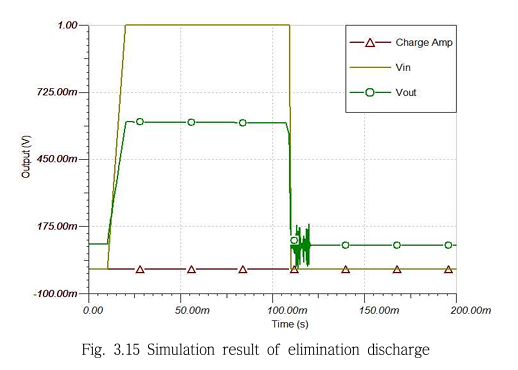 1.00
Charge Amp
Vin
Vout
725.00m
Output (V)
450.00m
175.00m
-100.00m
0.00
50.00m
100.00m
150.00m
200.00m
Time (s)
Fig. 3.15 Simulation result of elimination discharge